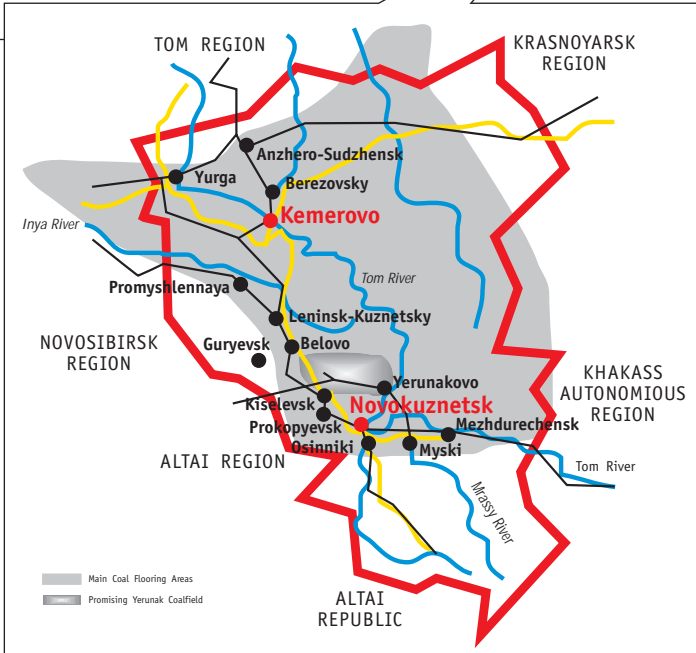 TOM REGION
KRASNOYARSK
REGION
Anzhero-Sudzhensk
Yurga
Berezovsky
Kemerovo
Inya River
Tom River
Promyshlennaya
Leninsk-Kuznetsky
NOVOSIBIRSK
REGION
Belovo
Guryevsk
KHAKASS
AUTONOMIOUS
REGION
Yerunakovo
Kiselevsk
Novokuznetsk
Prokopyevsk
Mezhdurechensk
Osinniki
Myski
ALTAI REGION
Tom River
Mrassy River
Main Coal Flooring Areas
Promising Yerunak Coalfield
ALTAI
REPUBLIC